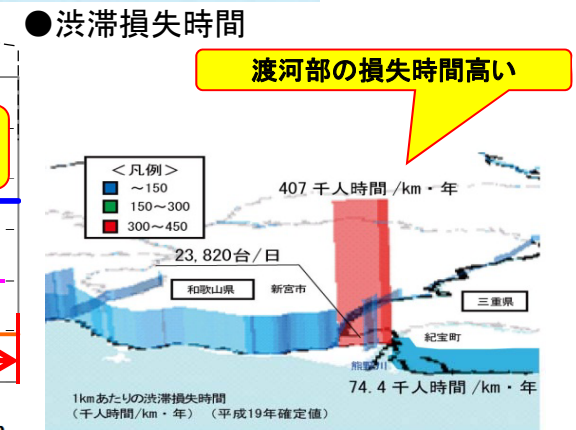 ●渋滞損失時間
渡河部の損失時間高い
＜凡例＞
～150
150～300
300～450
407 千人時間 /km・年
23,820台/日
和歌山県
新宮市
三重県
紀宝町
熊野川
74.4 千人時間 /km・年
1kmあたりの渋滞損失時間
（千人時間/km・年） （平成19年確定値）